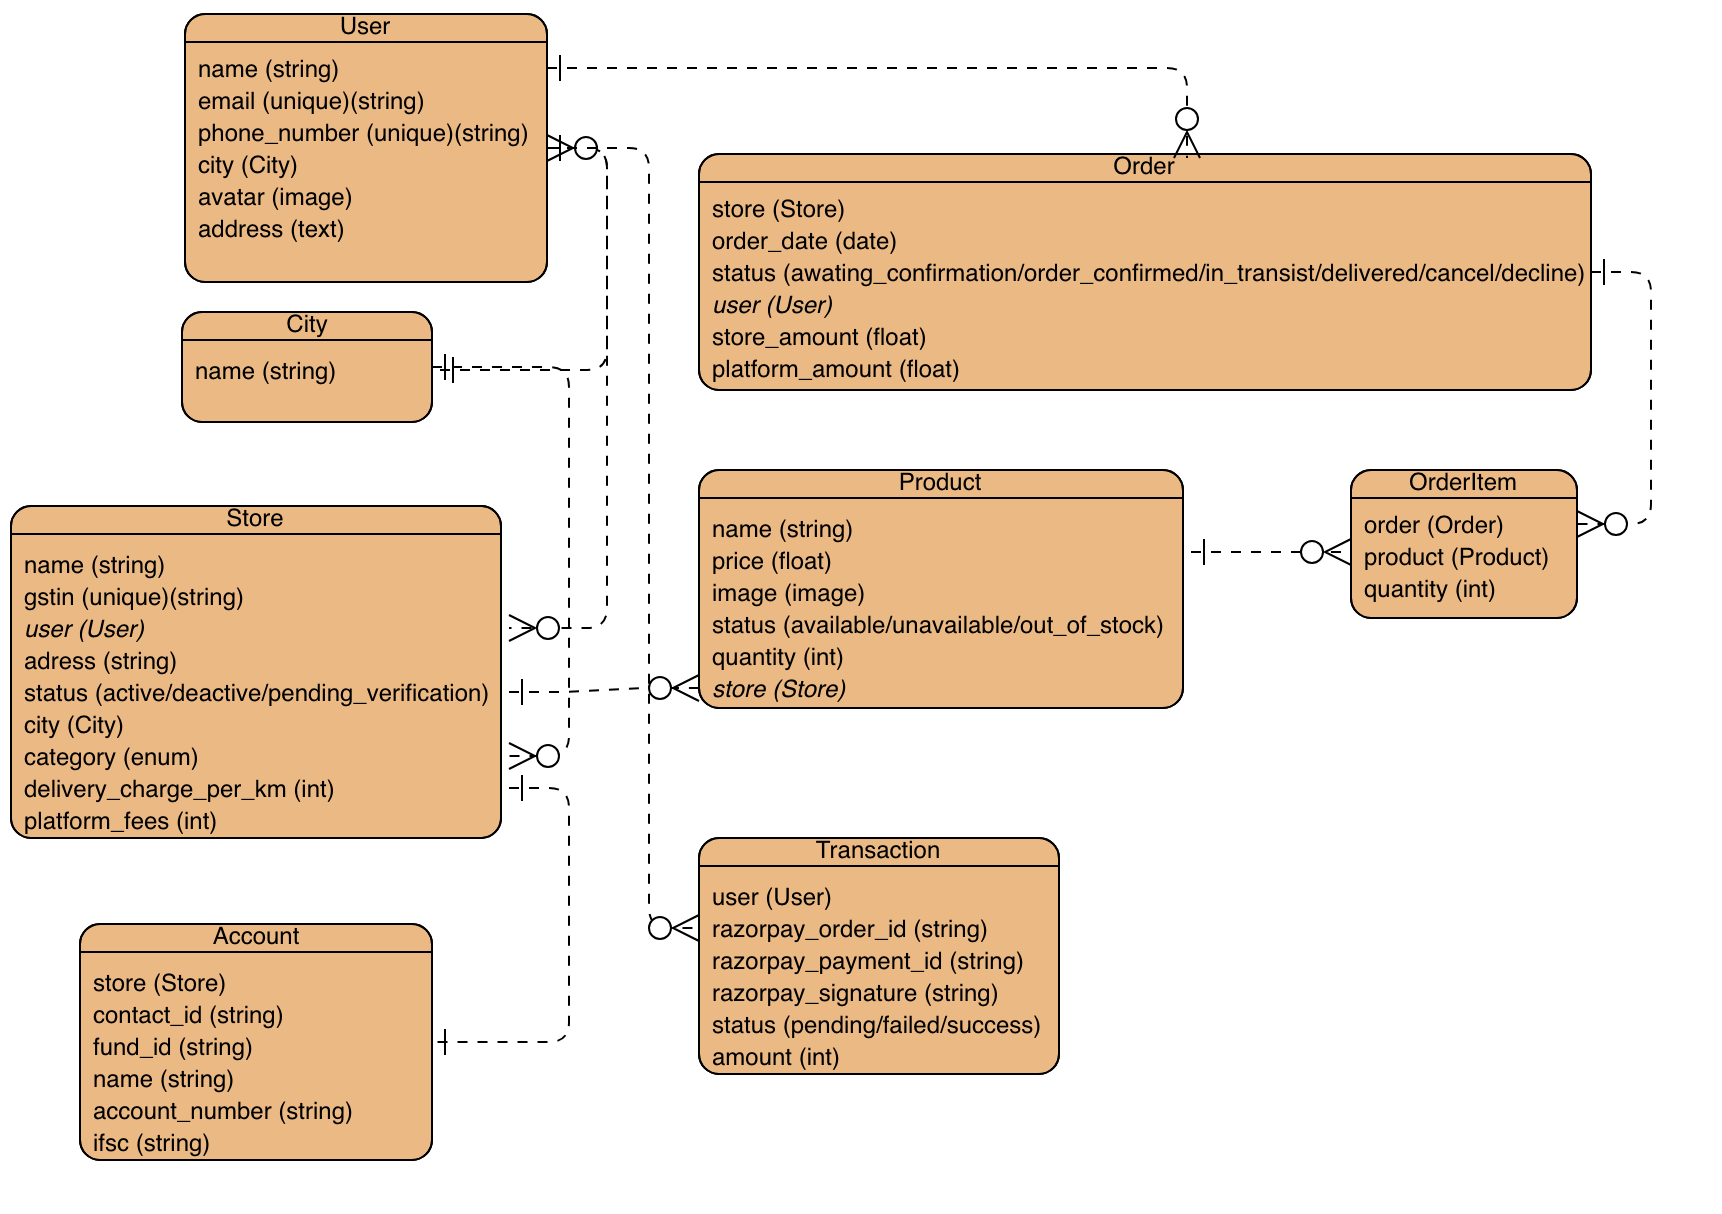 User
name (string)
email (unique)(string)
phone_number (unique)(string)
city (City)
avatar (image)
address (text)
City
name (string)
Store
name (string)
gstin (unique)(string)
user (User)
adress (string)
status (active/deactive/pending_verification)
city (City)
category (enum)
delivery_charge_per_km (int)
platform_fees (int)
Account
store (Store)
contact_id (string)
fund_id (string)
name (string)
account_number (string)
ifsc (string)
Order
store (Store)
order_date (date)
status (awating_confirmation/order_confirmed/in_transist/delivered/cancel/decline)
user (User)
store_amount (float)
platform_amount (float)
Product
name (string)
price (float)
image (image)
status (available/unavailable/out_of_stock)
quantity (int)
store (Store)
OrderItem
order (Order)
product (Product)
quantity (int)
Transaction
user (User)
razorpay_order_id (string)
razorpay_payment_id (string)
razorpay_signature (string)
status (pending/failed/success)
amount (int)